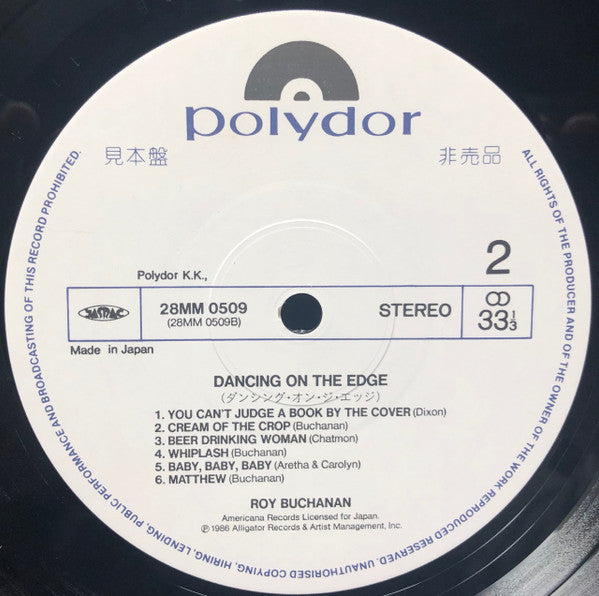 polydor
見本盤
非売品
2
Polydor K.K.,
JASRAC
28MM 0509
(28MM 0509B)
STEREO
33 1/3
Made in Japan
DANCING ON THE EDGE
(ダンシング・オン・ジ・エッジ)
1. YOU CAN'T JUDGE A BOOK BY THE COVER (Dixon)
2. CREAM OF THE CROP (Buchanan)
3. BEER DRINKING WOMAN (Chatmon)
4. WHIPLASH (Buchanan)
5. BABY, BABY, BABY (Aretha & Carolyn)
6. MATTHEW (Buchanan)
ROY BUCHANAN
Americana Records Licensed for Japan.
Ⓟ 1986 Alligator Records & Artist Management, Inc.
ALL RIGHTS OF THE PRODUCER AND OF THE OWNER OF THE WORK REPRODUCED RESERVED. UNAUTHORISED COPYING, HIRING, LENDING, PUBLIC PERFORMANCE AND BROADCASTING OF THIS RECORD PROHIBITED.